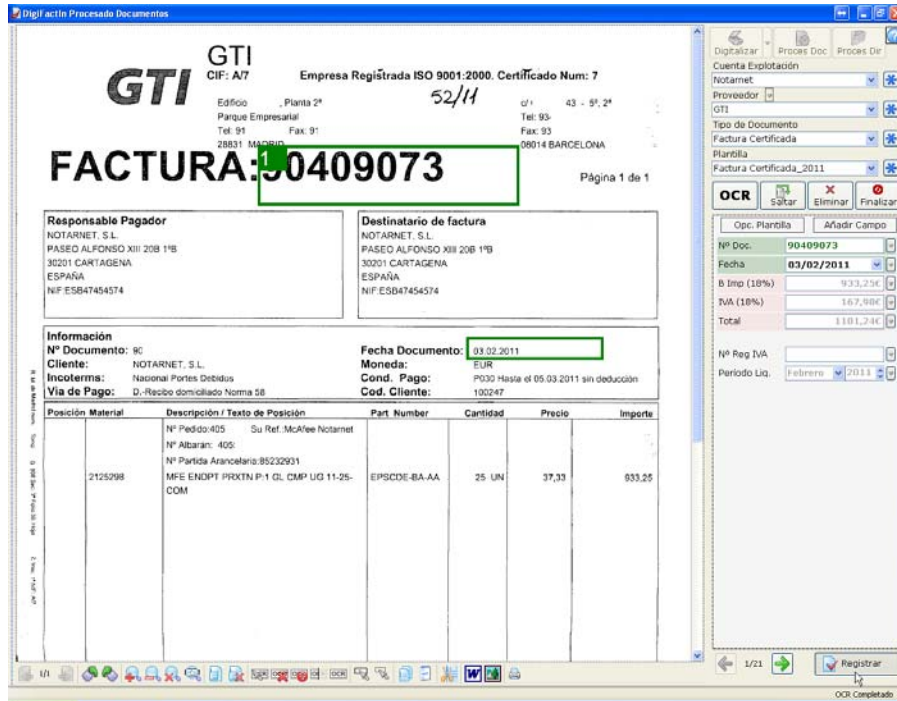 DigiFactIn Procesado Documentos
GTI
GTI
CIF: A/7
Empresa Registrada ISO 9001:2000. Certificado Num: 7
52/11
Edificio , Planta 2ª
43 - 5º, 2ª
Parque Empresarial
Tel: 93
Tel: 91 Fax: 91
Fax: 93
28831 MADRID
08014 BARCELONA
FACTURA:90409073
1
Página 1 de 1
Responsable Pagador
NOTARNET, S.L.
PASEO ALFONSO XIII 20B 1ºB
30201 CARTAGENA
ESPAÑA
NIF:ESB47454574
Destinatario de factura
NOTARNET, S.L.
PASEO ALFONSO XIII 20B 1ºB
30201 CARTAGENA
ESPAÑA
NIF:ESB47454574
Información
Nº Documento: 90
Cliente: NOTARNET, S.L.
Incoterms: Nacional Portes Debidos
Via de Pago: D.-Recibo domiciliado Norma 58
Fecha Documento: 03.02.2011
Moneda: EUR
Cond. Pago: P030 Hasta el 05.03.2011 sin deducción
Cod. Cliente: 100247
Posición Material Descripción / Texto de Posición Part Number Cantidad Precio Importe
Nº Pedido:405 Su Ref.:McAfee Notarnet
Nº Albaran: 405:
Nº Partida Arancelaria:85232931
2125298 MFE ENDPT PRXTN P:1 GL CMP UG 11-25- EPSCDE-BA-AA 25 UN 37,33 933,25
COM
Digitalizar
Proces Doc
Proces Dir
Cuenta Explotación
Notarnet
Proveedor
GTI
Tipo de Documento
Factura Certificada
Plantilla
Factura Certificada_2011
OCR
Saltar
Eliminar
Finalizar
Opc. Plantilla
Añadir Campo
Nº Doc. 90409073
Fecha 03/02/2011
B Imp (18%) 933,25€
IVA (18%) 167,98€
Total 1101,24€
Nº Reg IVA
Periodo Liq. Febrero 2011
1/1
OCR
W
1/21
Registrar
OCR Completado